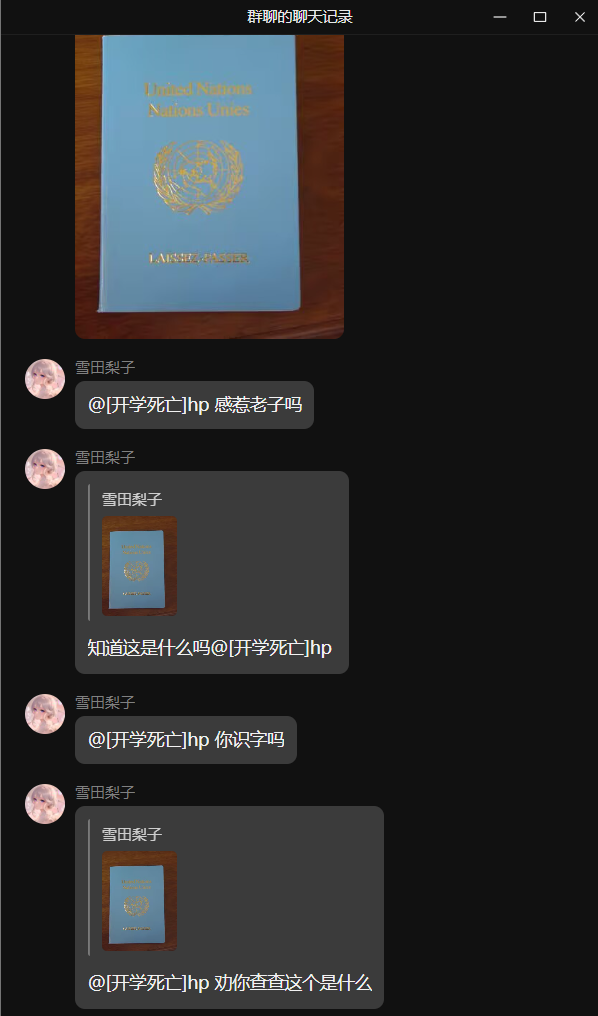 群聊的聊天记录
United Nations
Nations Unies
LAISSEZ-PASSER
雪田梨子
@[开学死亡]hp 感惹老子吗
雪田梨子
雪田梨子
知道这是什么吗@[开学死亡]hp
雪田梨子
@[开学死亡]hp 你识字吗
雪田梨子
雪田梨子
@[开学死亡]hp 劝你查查这个是什么